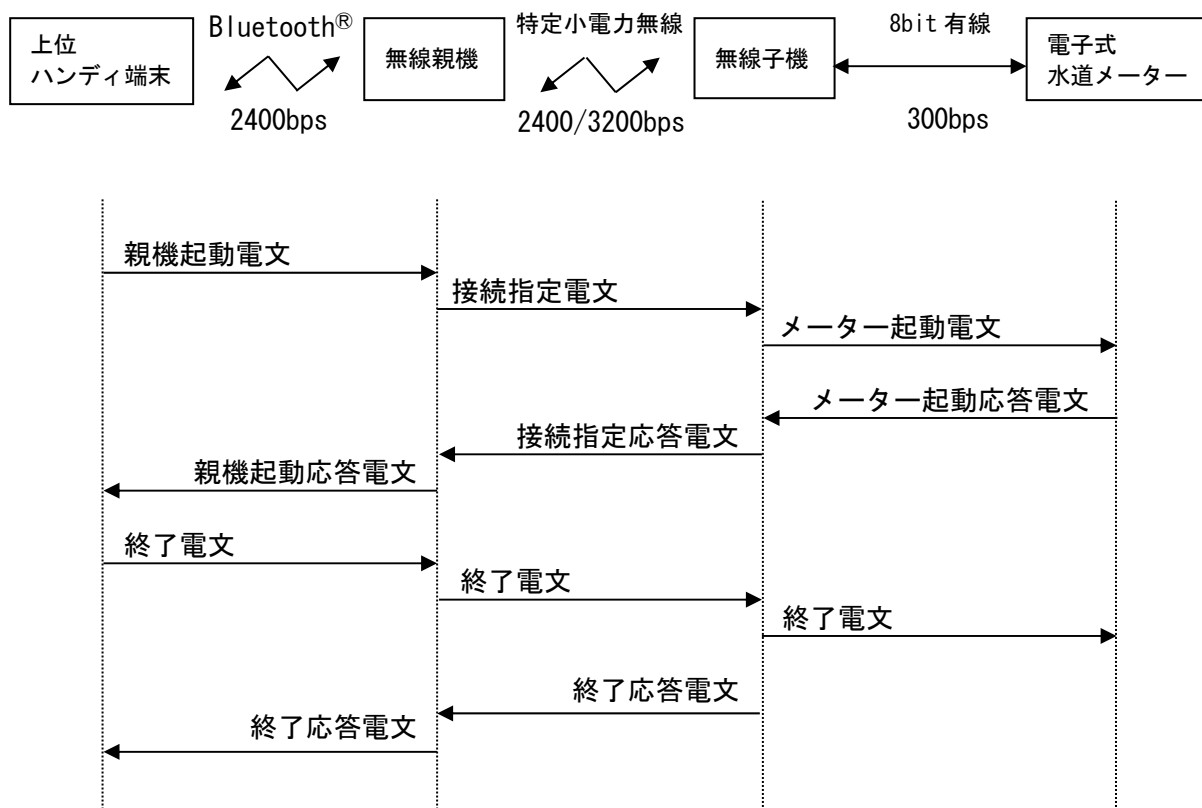 上位
ハンディ端末
Bluetooth®
2400bps
無線親機
特定小電力無線
2400/3200bps
無線子機
8bit 有線
300bps
電子式
水道メーター
親機起動電文
接続指定電文
メーター起動電文
メーター起動応答電文
接続指定応答電文
親機起動応答電文
終了電文
終了電文
終了電文
終了応答電文
終了応答電文